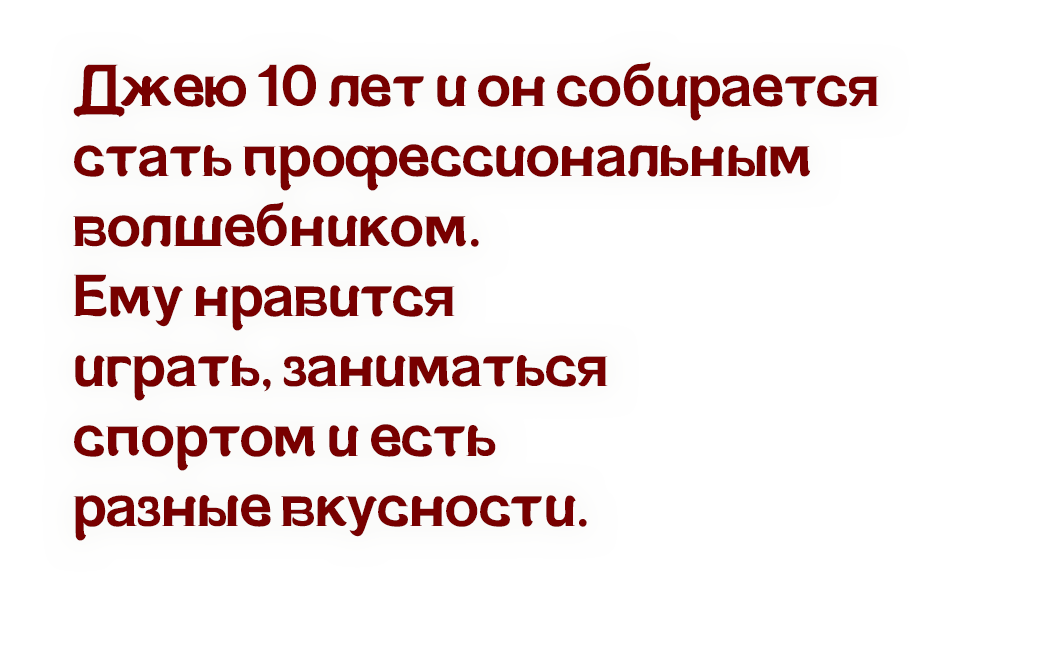 Джею 10 лет и он собирается
стать профессиональным
волшебником.
Ему нравится
играть, заниматься
спортом и есть
разные вкусности.